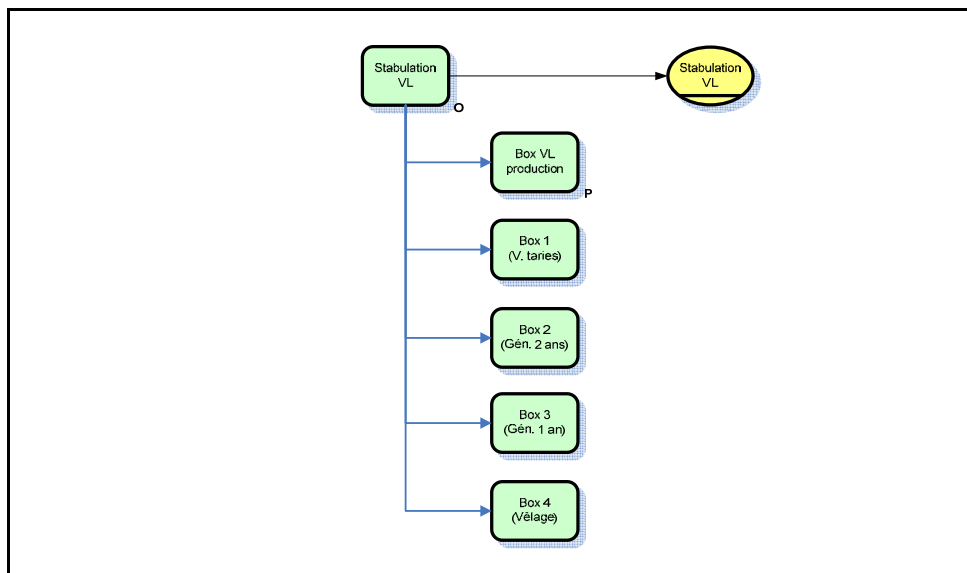 Stabulation
VL
O
Stabulation
VL
Box VL
production
P
Box 1
(V. taries)
Box 2
(Gén. 2 ans)
Box 3
(Gén. 1 an)
Box 4
(Vêlage)